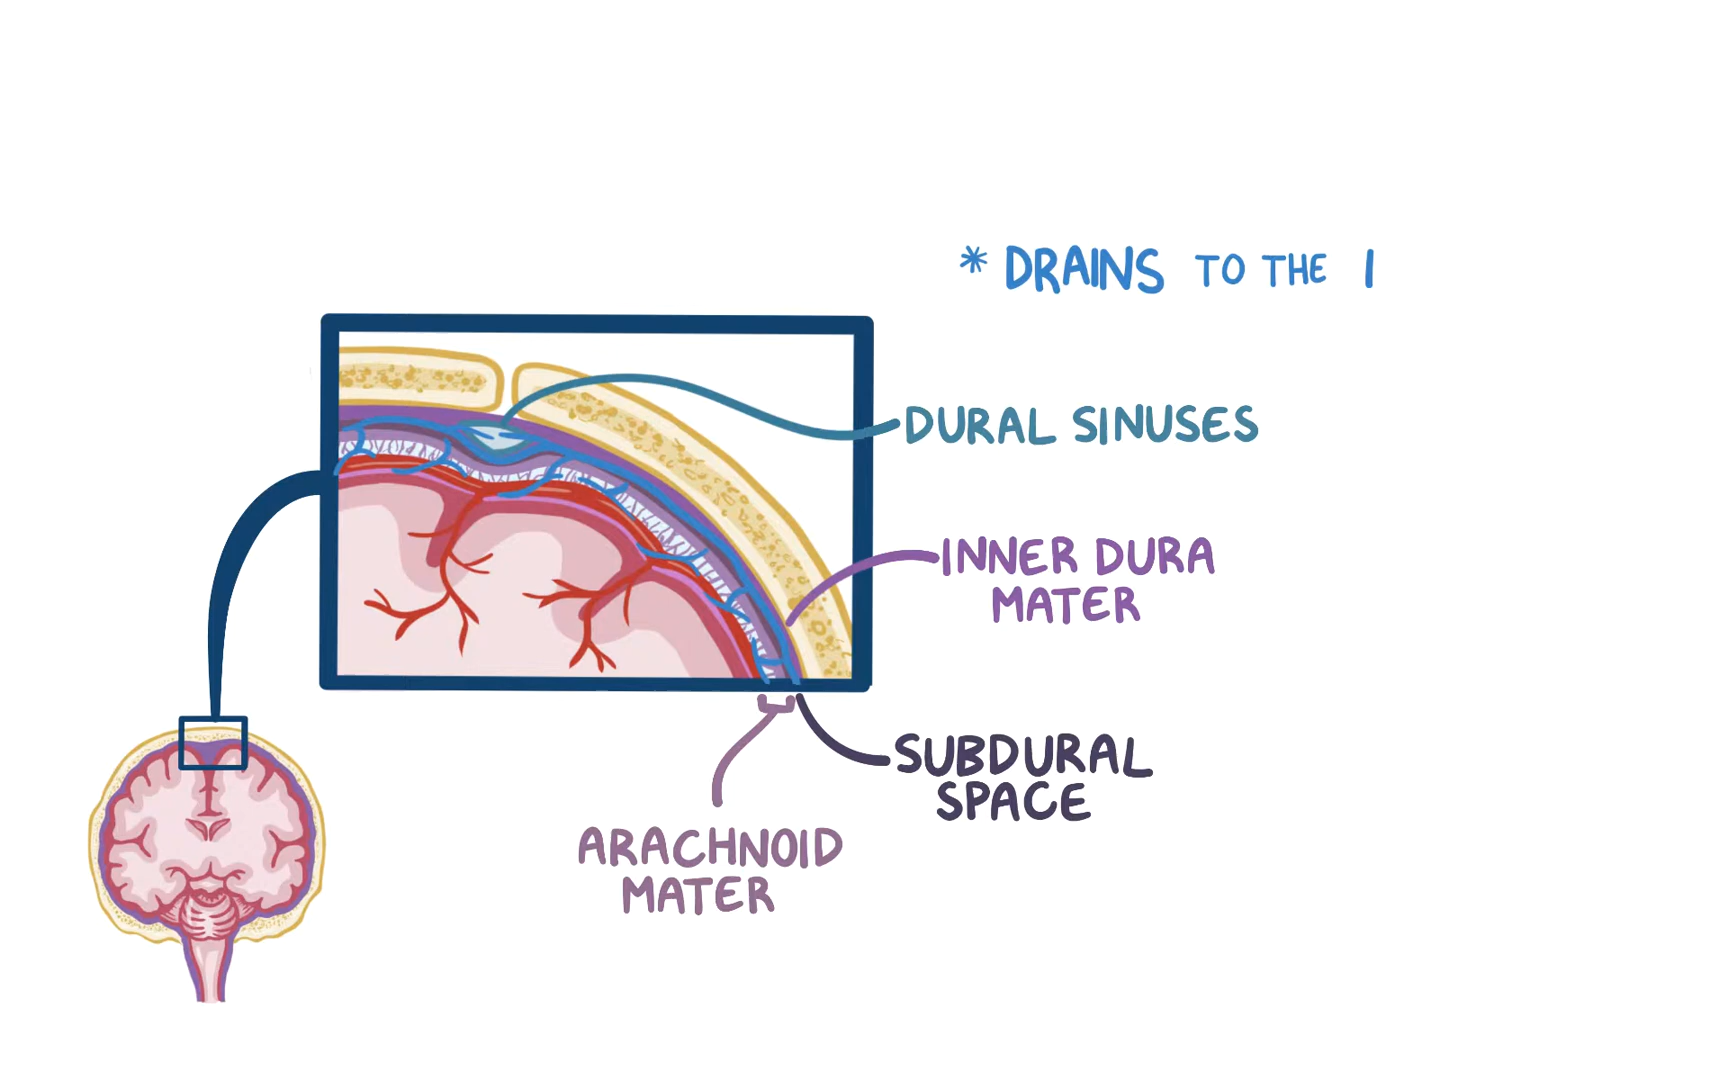 * DRAINS TO THE I
DURAL SINUSES
INNER DURA
MATER
SUBDURAL
SPACE
ARACHNOID
MATER